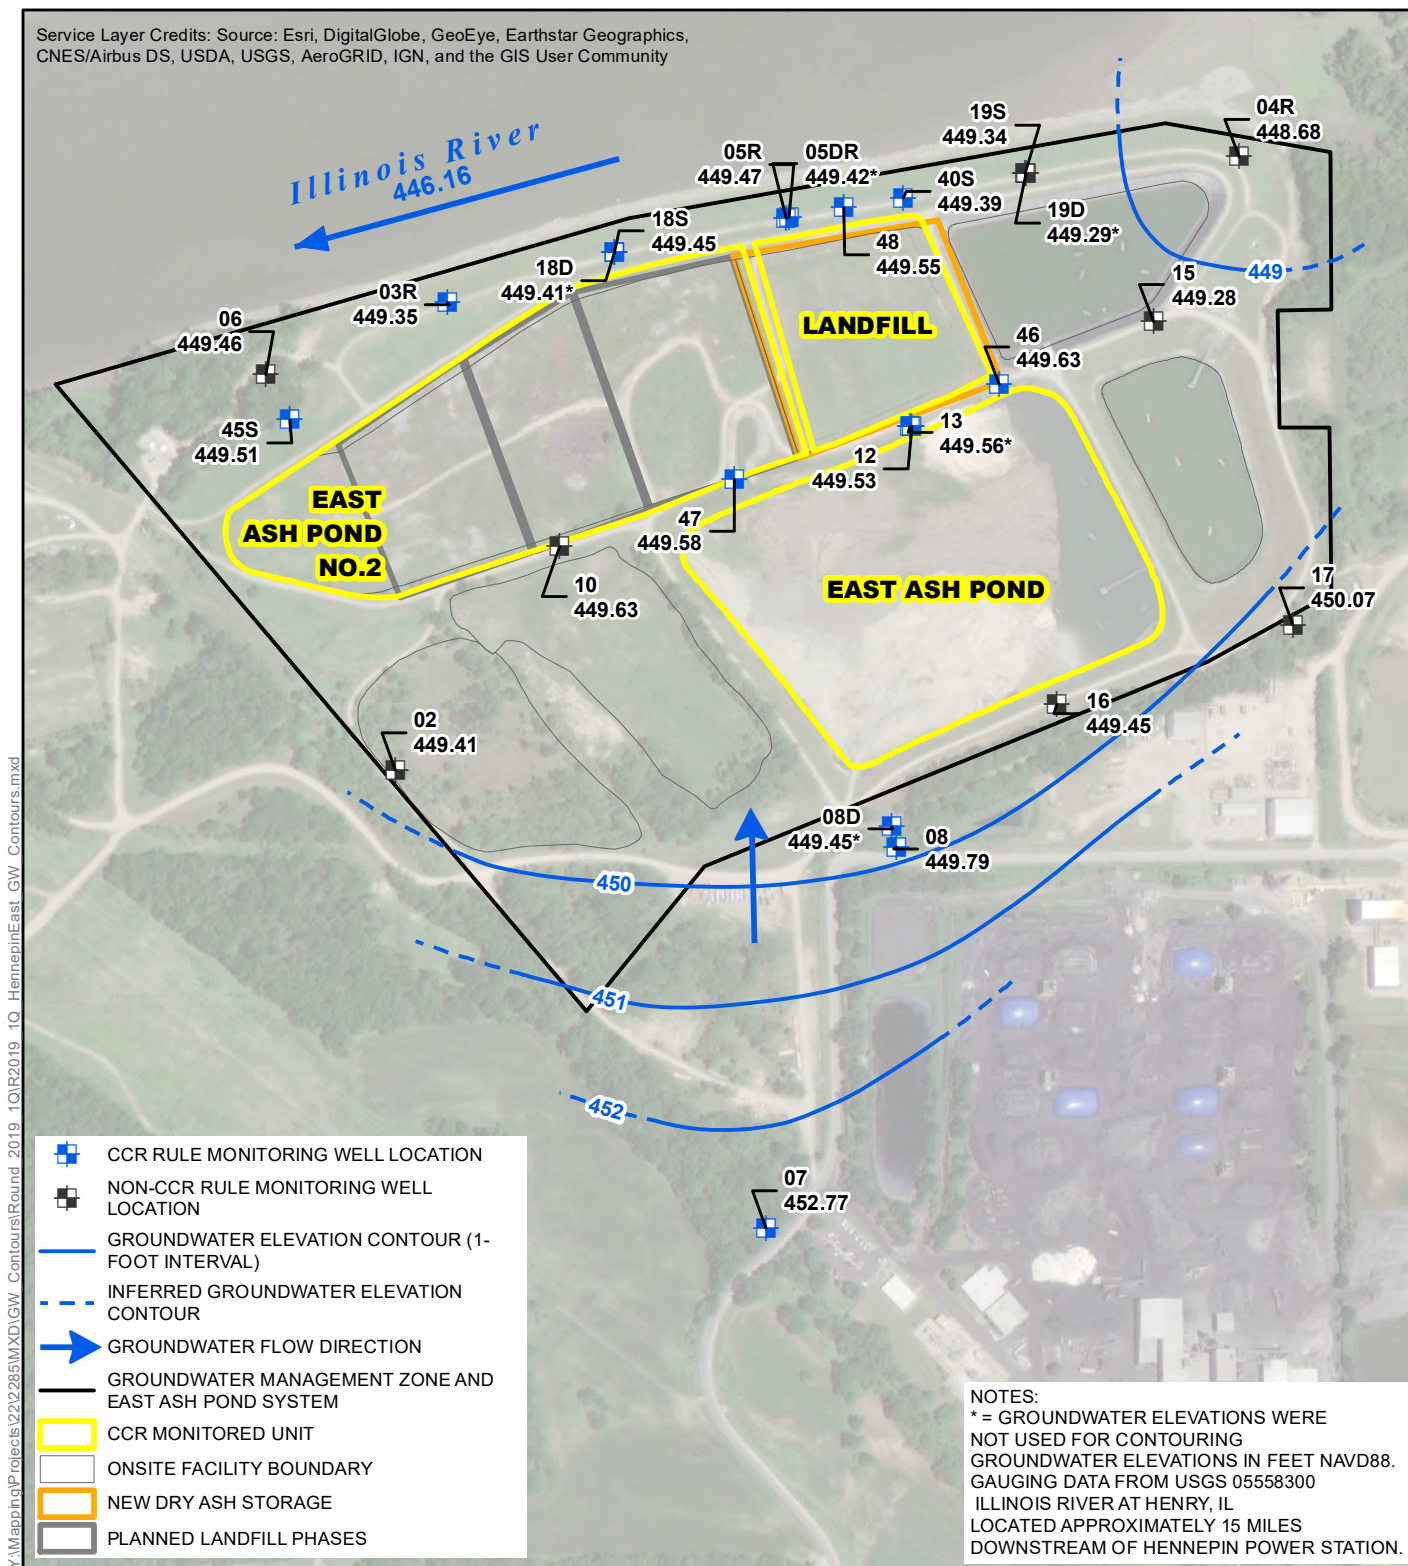 Service Layer Credits: Source: Esri, DigitalGlobe, GeoEye, Earthstar Geographics,
CNES/Airbus DS, USDA, USGS, AeroGRID, IGN, and the GIS User Community
Illinois River
446.16
19S
449.34
04R
448.68
05R
449.47
05DR
449.42*
40S
449.39
19D
449.29*
18S
449.45
48
449.55
18D
449.41*
15
449.28
449
03R
449.35
06
449.46
LANDFILL
46
449.63
45S
449.51
13
449.56*
12
449.53
EAST
ASH POND
NO.2
47
449.58
10
449.63
EAST ASH POND
17
450.07
16
449.45
02
449.41
08D
449.45*
08
449.79
450
451
452
07
452.77
CCR RULE MONITORING WELL LOCATION
NON-CCR RULE MONITORING WELL
LOCATION
GROUNDWATER ELEVATION CONTOUR (1-
FOOT INTERVAL)
INFERRED GROUNDWATER ELEVATION
CONTOUR
GROUNDWATER FLOW DIRECTION
GROUNDWATER MANAGEMENT ZONE AND
EAST ASH POND SYSTEM
CCR MONITORED UNIT
ONSITE FACILITY BOUNDARY
NEW DRY ASH STORAGE
PLANNED LANDFILL PHASES
NOTES:
* = GROUNDWATER ELEVATIONS WERE
NOT USED FOR CONTOURING
GROUNDWATER ELEVATIONS IN FEET NAVD88.
GAUGING DATA FROM USGS 05558300
ILLINOIS RIVER AT HENRY, IL
LOCATED APPROXIMATELY 15 MILES
DOWNSTREAM OF HENNEPIN POWER STATION.
Y:\Mapping\Projects\22\2285\MXD\GW_Contours\Round_2019_1Q\R2019_1Q_HennepinEast_GW_Contours.mxd